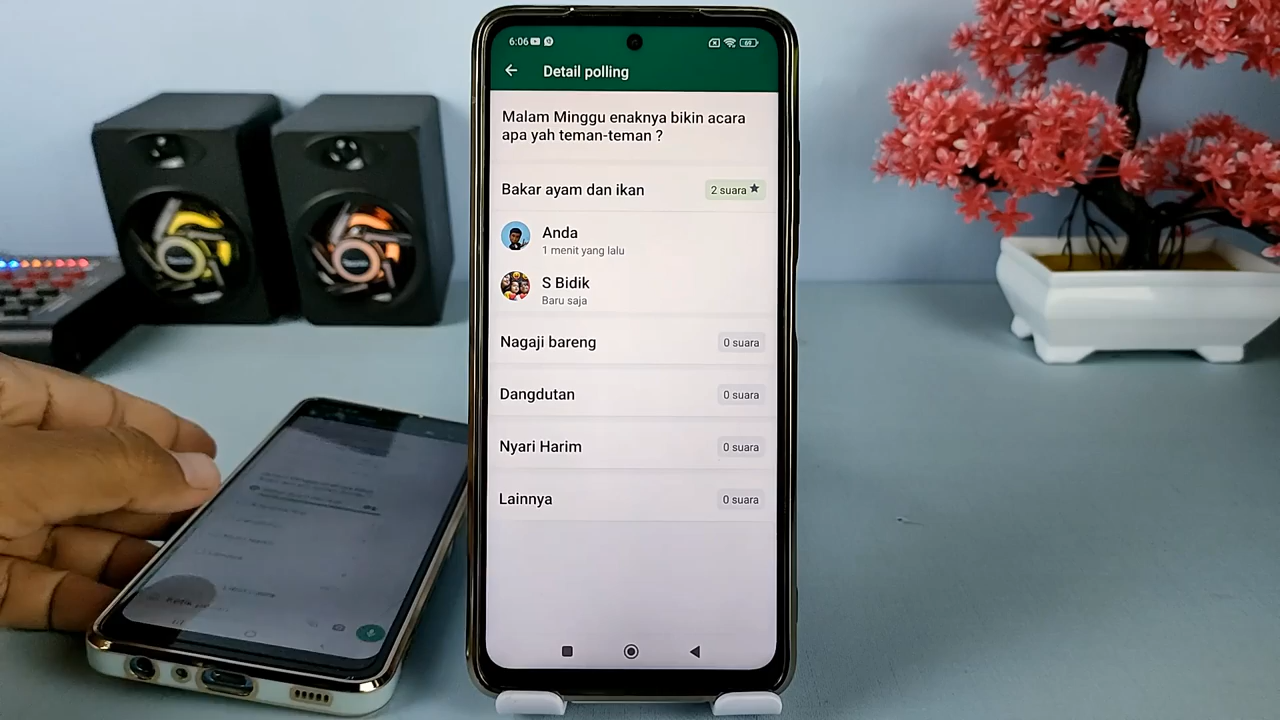 6:06
69
Detail polling
Malam Minggu enaknya bikin acara
apa yah teman-teman ?
Bakar ayam dan ikan
2 suara
Anda
1 menit yang lalu
S Bidik
Baru saja
Nagaji bareng
0 suara
Dangdutan
0 suara
Nyari Harim
0 suara
Lainnya
0 suara